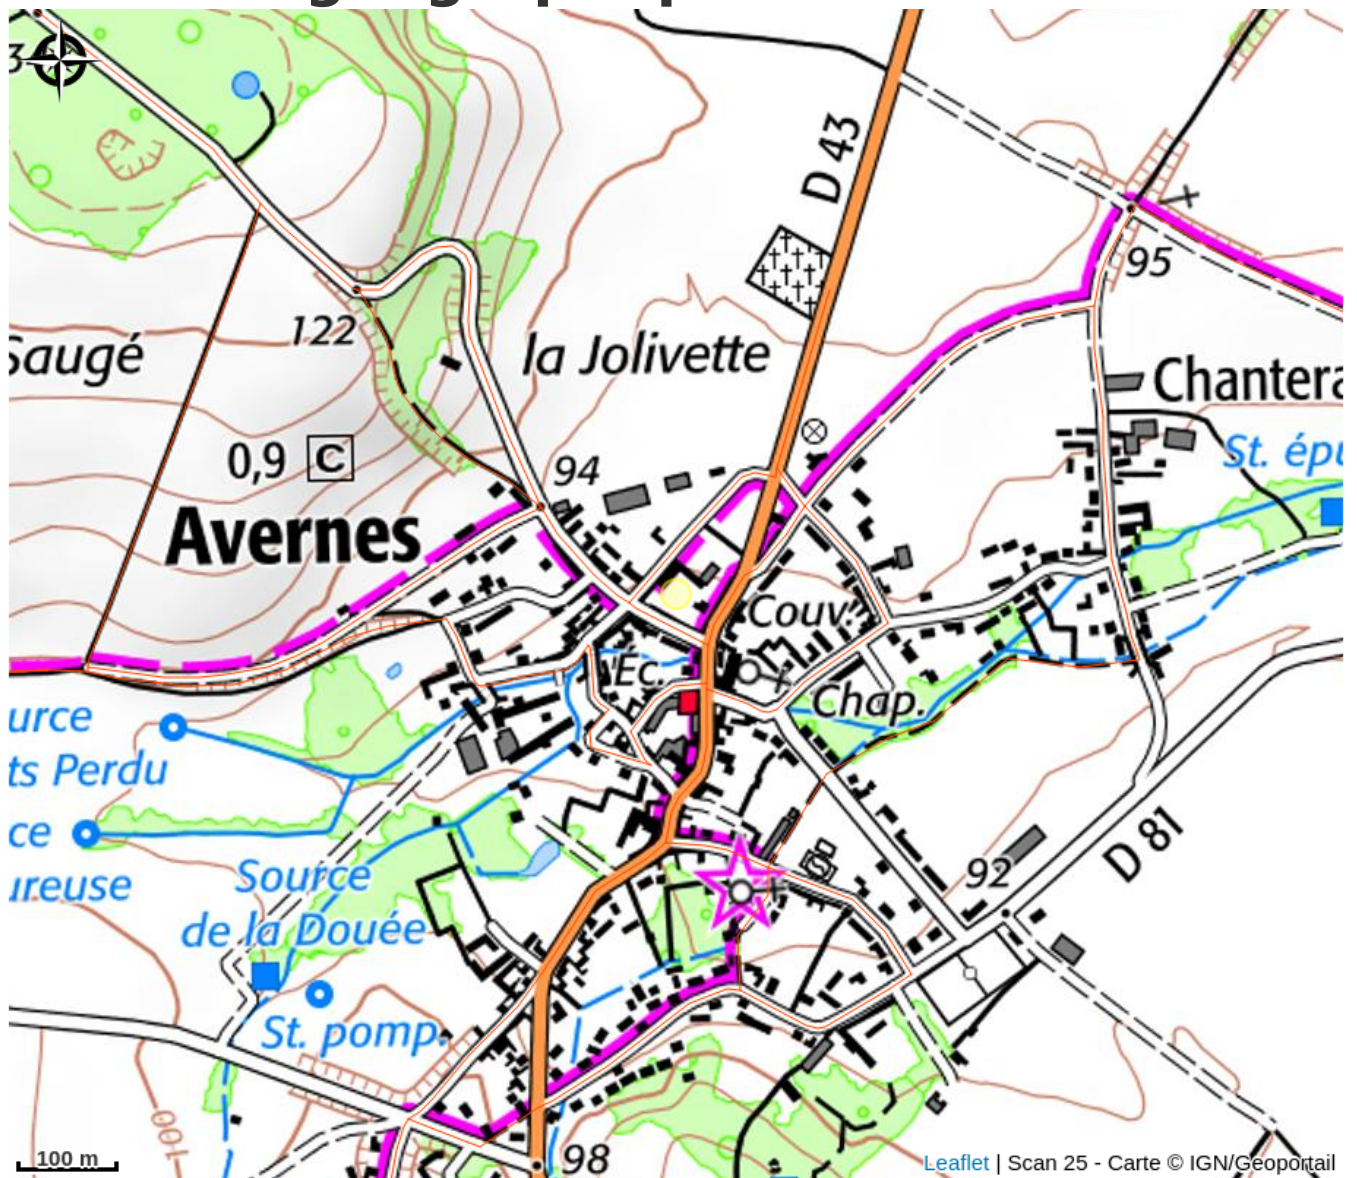 3
D 43
95
122
la Jolivette
Saugé
Chantera
0,9 C
94
St. épu
Avernes
Couv.
Éc.
Chap.
urce
ts Perdu
ce
ureuse
Source
de la Douée
92
D 81
St. pomp.
100
98
100 m
Leaflet | Scan 25 - Carte © IGN/Geoportail